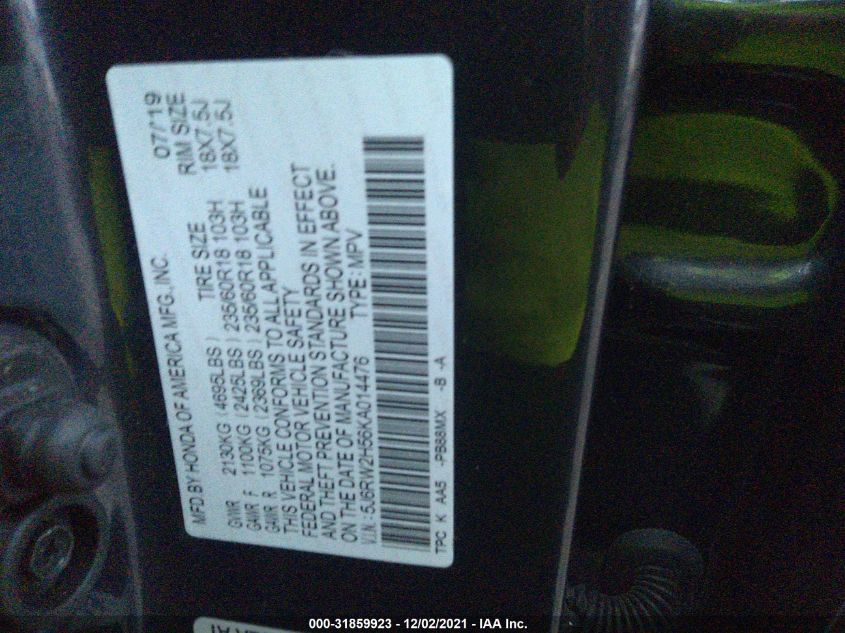 MFD BY HONDA OF AMERICA MFG., INC. 07/'19
TIRE SIZE RIM SIZE
GVWR 2130KG (4695LBS)
GAWR F 1100KG (2425LBS) 235/60R18 103H 18X7.5J
GAWR R 1075KG (2369LBS) 235/60R18 103H 18X7.5J
THIS VEHICLE CONFORMS TO ALL APPLICABLE
FEDERAL MOTOR VEHICLE SAFETY
AND THEFT PREVENTION STANDARDS IN EFFECT
ON THE DATE OF MANUFACTURE SHOWN ABOVE.
V.I.N.: 5J6RW2H56KA014476 TYPE: MPV
TPC K AA5 -PB88MX -B -A
000-31859923 - 12/02/2021 - IAA Inc.